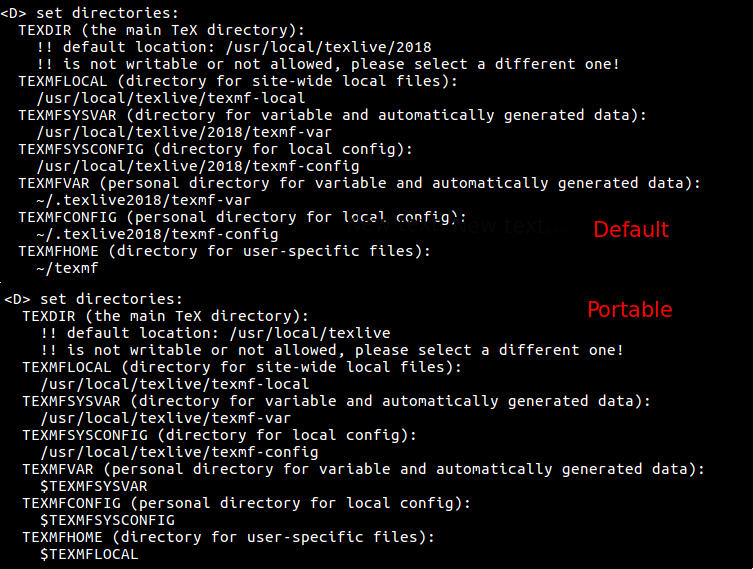 <D> set directories:
TEXDIR (the main TeX directory):
!! default location: /usr/local/texlive/2018
!! is not writable or not allowed, please select a different one!
TEXMFLOCAL (directory for site-wide local files):
/usr/local/texlive/texmf-local
TEXMFSYSVAR (directory for variable and automatically generated data):
/usr/local/texlive/2018/texmf-var
TEXMFSYSCONFIG (directory for local config):
/usr/local/texlive/2018/texmf-config
TEXMFVAR (personal directory for variable and automatically generated data):
~/.texlive2018/texmf-var
TEXMFCONFIG (personal directory for local config):
New text...New text...
~/.texlive2018/texmf-config
Default
TEXMFHOME (directory for user-specific files):
~/texmf
<D> set directories:
Portable
TEXDIR (the main TeX directory):
!! default location: /usr/local/texlive
!! is not writable or not allowed, please select a different one!
TEXMFLOCAL (directory for site-wide local files):
/usr/local/texlive/texmf-local
TEXMFSYSVAR (directory for variable and automatically generated data):
/usr/local/texlive/texmf-var
TEXMFSYSCONFIG (directory for local config):
/usr/local/texlive/texmf-config
TEXMFVAR (personal directory for variable and automatically generated data):
$TEXMFSYSVAR
TEXMFCONFIG (personal directory for local config):
$TEXMFSYSCONFIG
TEXMFHOME (directory for user-specific files):
$TEXMFLOCAL